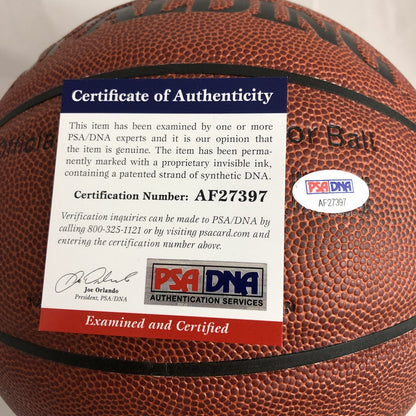 SPALDING
or Ball
Certificate of Authenticity
This item has been examined by one or more
PSA/DNA experts and it is our opinion that
the item is genuine. The item has been perma-
nently marked with a proprietary invisible ink,
containing a patented strand of synthetic DNA.
Certification Number: AF27397
Verification inquiries can be made to PSA/DNA by
calling 800-325-1121 or by visiting psacard.com and
entering the certification number above.
Joe Orlando
President, PSA/DNA
PSA DNA
AUTHENTICATION SERVICES
Examined and Certified
PSA DNA
AF27397